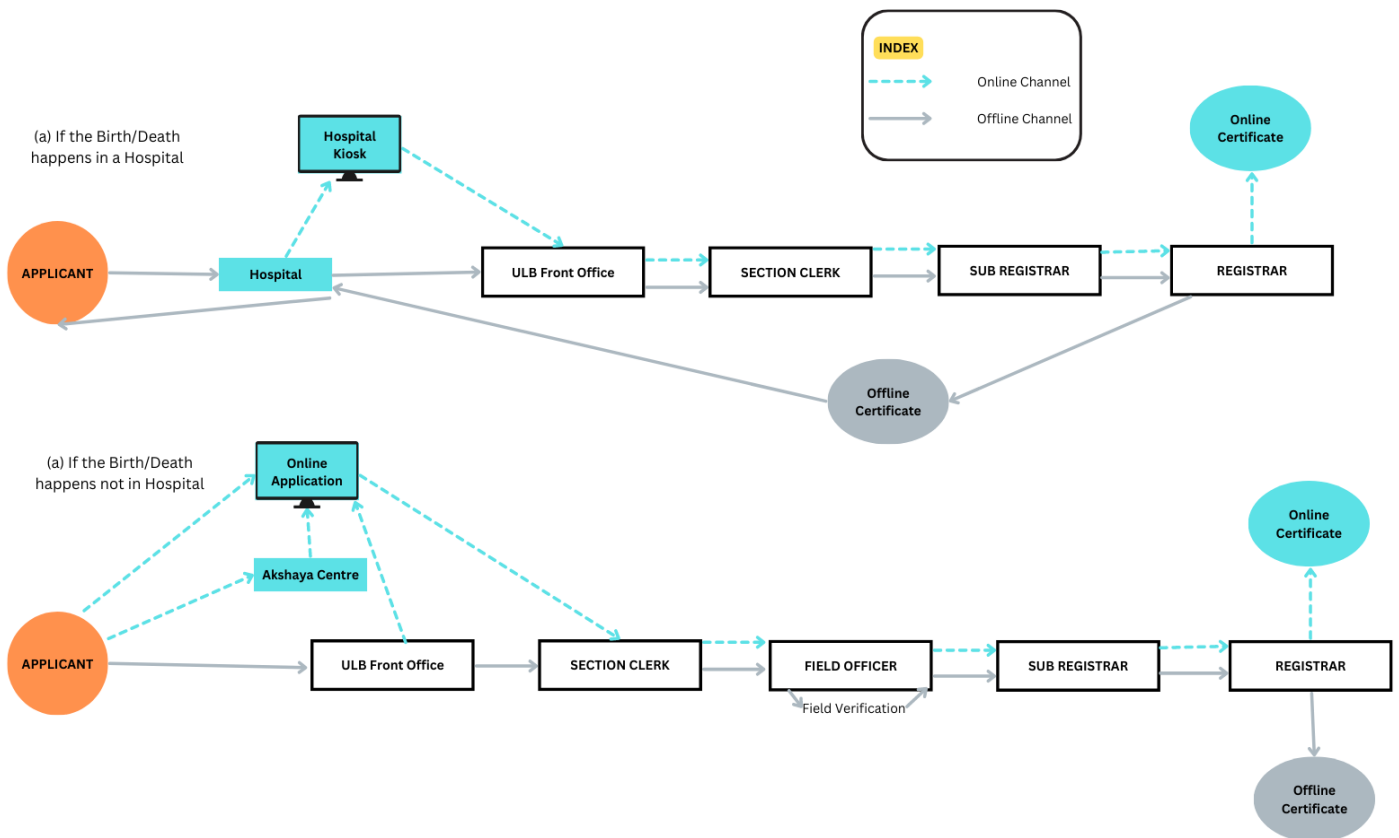 INDEX
Online Channel
Offline Channel
(a) If the Birth/Death
happens in a Hospital
Hospital
Kiosk
Online
Certificate
APPLICANT
Hospital
ULB Front Office
SECTION CLERK
SUB REGISTRAR
REGISTRAR
Offline
Certificate
(a) If the Birth/Death
happens not in Hospital
Online
Application
Online
Certificate
Akshaya Centre
APPLICANT
ULB Front Office
SECTION CLERK
FIELD OFFICER
SUB REGISTRAR
REGISTRAR
Field Verification
Offline
Certificate